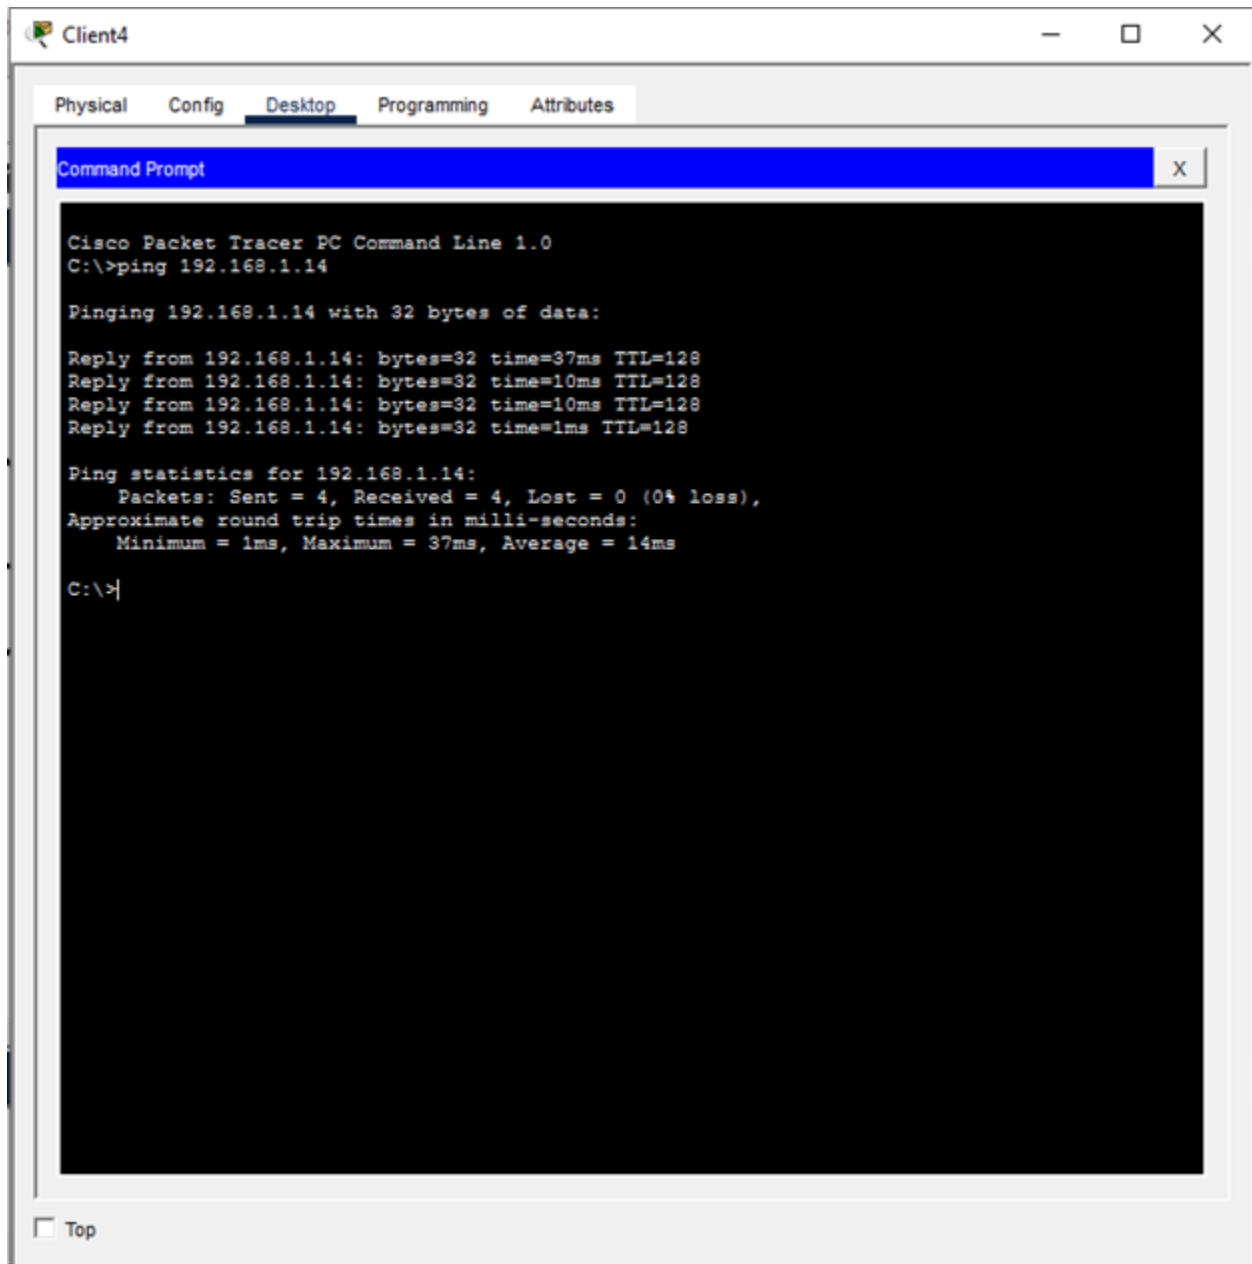 Client4
Physical Config Desktop Programming Attributes
Command Prompt
X
Cisco Packet Tracer PC Command Line 1.0
C:\>ping 192.168.1.14
Pinging 192.168.1.14 with 32 bytes of data:
Reply from 192.168.1.14: bytes=32 time=37ms TTL=128
Reply from 192.168.1.14: bytes=32 time=10ms TTL=128
Reply from 192.168.1.14: bytes=32 time=10ms TTL=128
Reply from 192.168.1.14: bytes=32 time=1ms TTL=128
Ping statistics for 192.168.1.14:
Packets: Sent = 4, Received = 4, Lost = 0 (0% loss),
Approximate round trip times in milli-seconds:
Minimum = 1ms, Maximum = 37ms, Average = 14ms
C:\>
Top